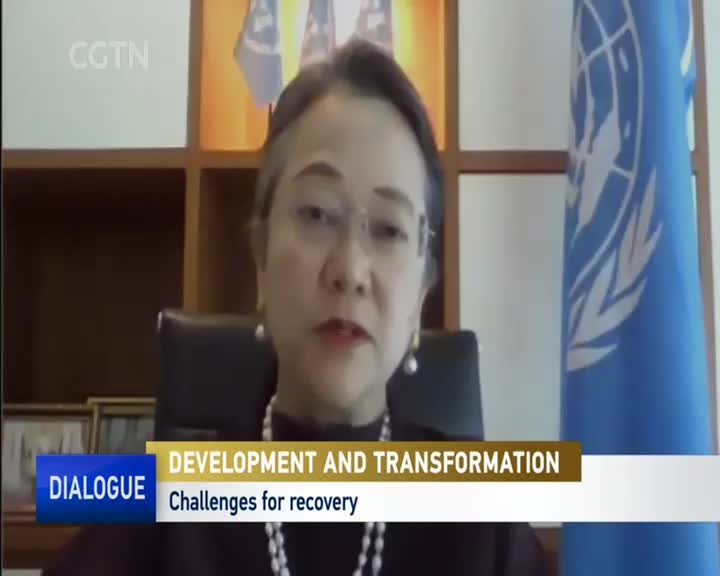 CGTN
DEVELOPMENT AND TRANSFORMATION
DIALOGUE
Challenges for recovery